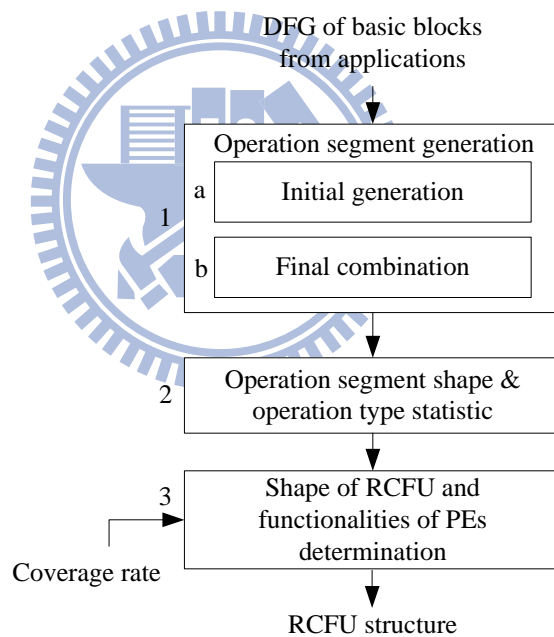 DFG of basic blocks
from applications
Operation segment generation
a
Initial generation
1
b
Final combination
2
Operation segment shape &
operation type statistic
3
Shape of RCFU and
functionalities of PEs
determination
Coverage rate
RCFU structure